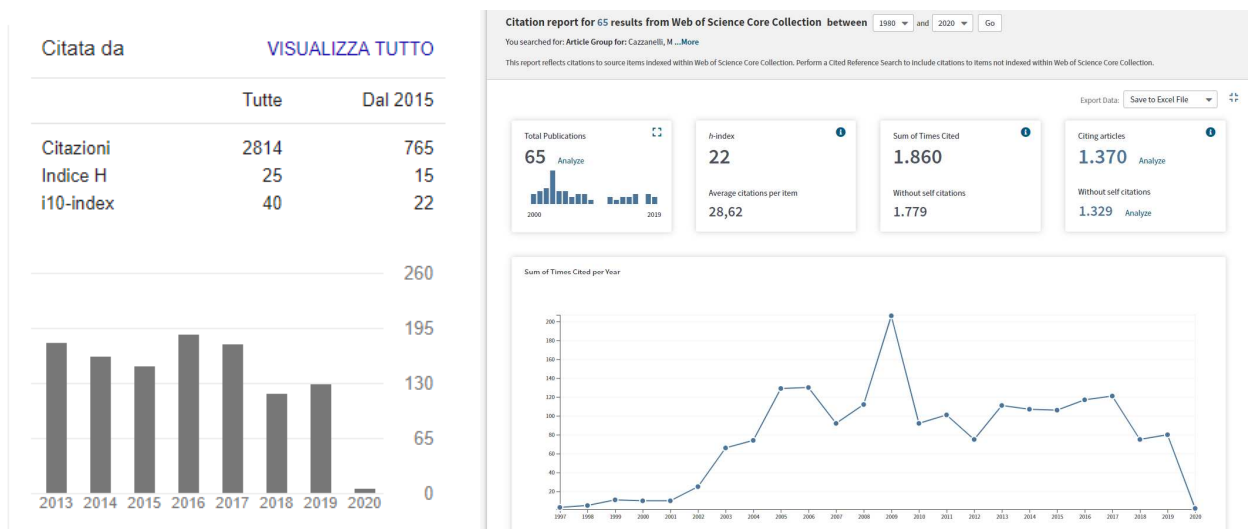 Citata da VISUALIZZA TUTTO
Tutte Dal 2015
Citazioni 2814 765
Indice H 25 15
i10-index 40 22
260
195
130
65
0
2013 2014 2015 2016 2017 2018 2019 2020
Citation report for 65 results from Web of Science Core Collection between 1980 and 2020 Go
You searched for: Article Group for: Cazzanelli, M ...More
This report reflects citations to source items indexed within Web of Science Core Collection. Perform a Cited Reference Search to include citations to items not indexed within Web of Science Core Collection.
Export Data: Save to Excel File
Total Publications
65 Analyze
2000 2019
h-index
22
Average citations per item
28,62
Sum of Times Cited
1.860
Without self citations
1.779
Citing articles
1.370 Analyze
Without self citations
1.329 Analyze
Sum of Times Cited per Year
200
180
160
140
120
100
80
60
40
20
1997 1998 1999 2000 2001 2002 2003 2004 2005 2006 2007 2008 2009 2010 2011 2012 2013 2014 2015 2016 2017 2018 2019 2020